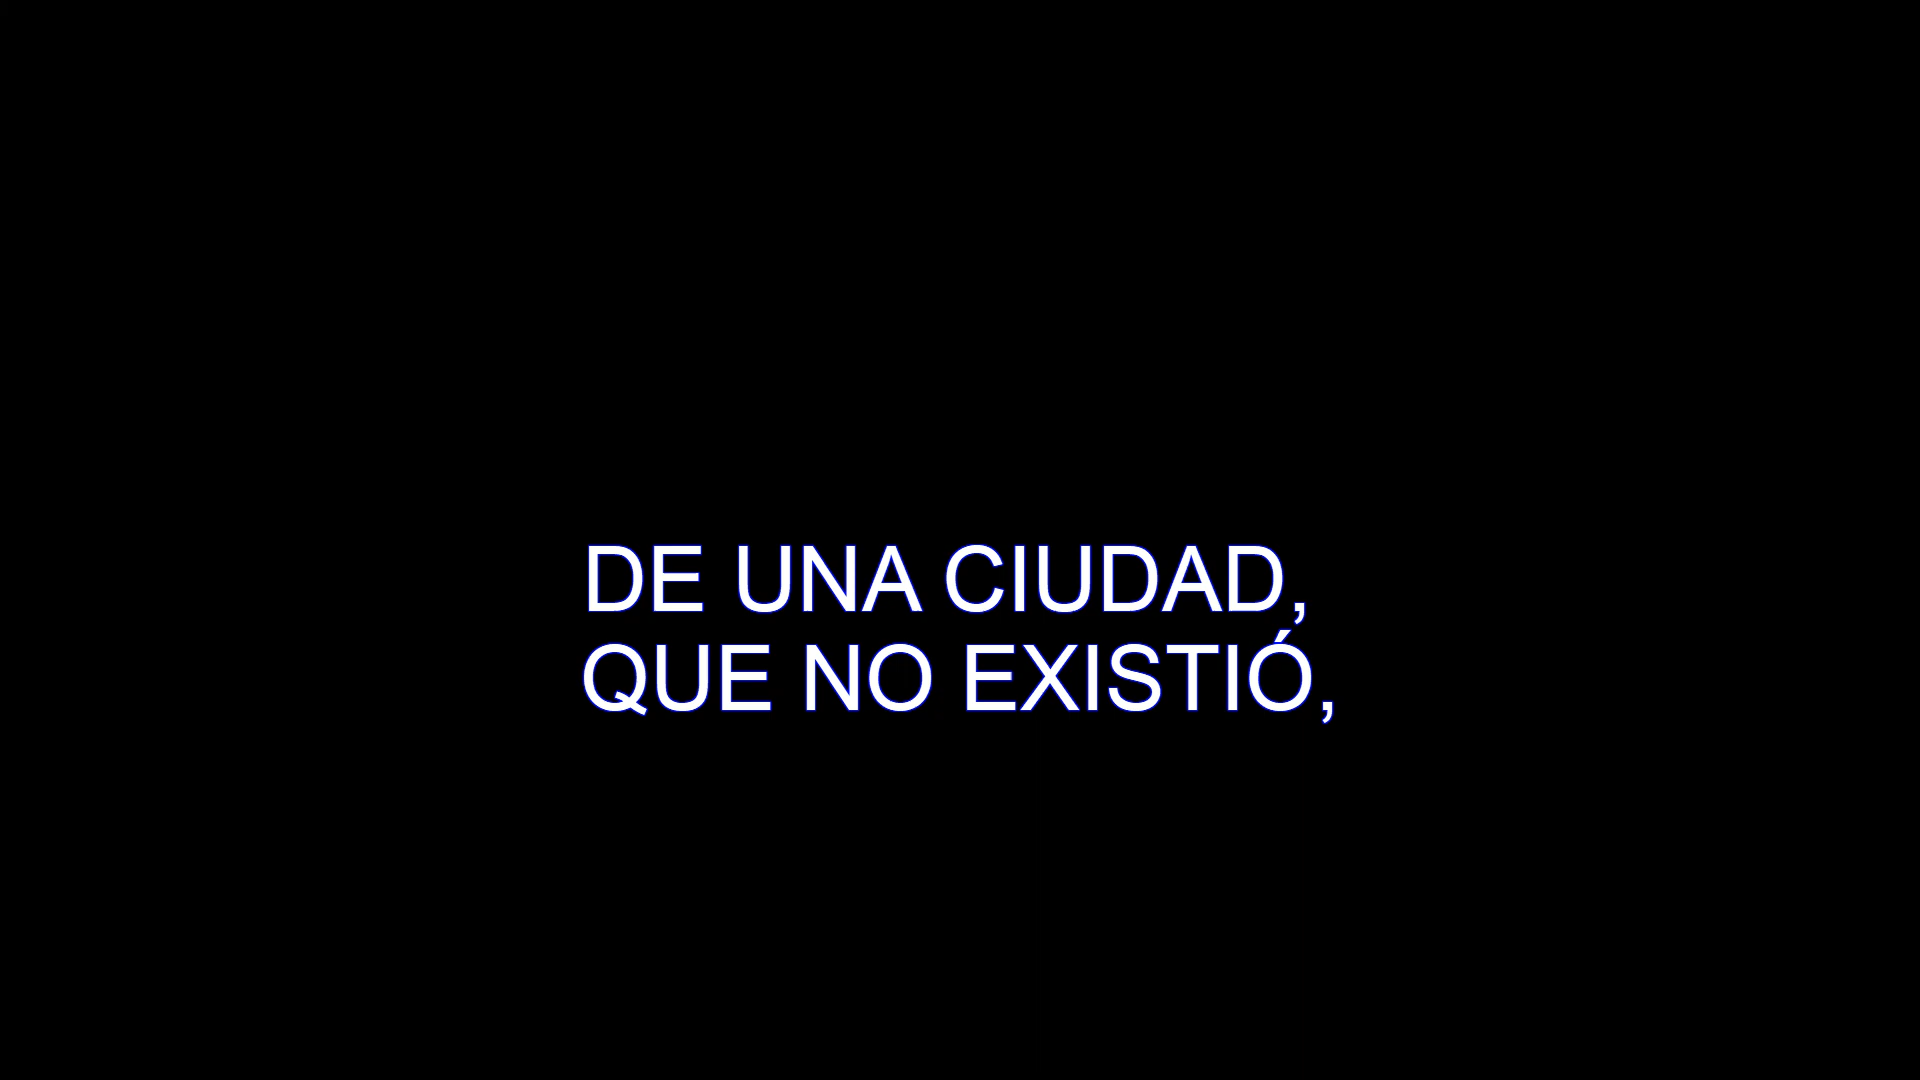 DE UNA CIUDAD,
QUE NO EXISTIÓ,